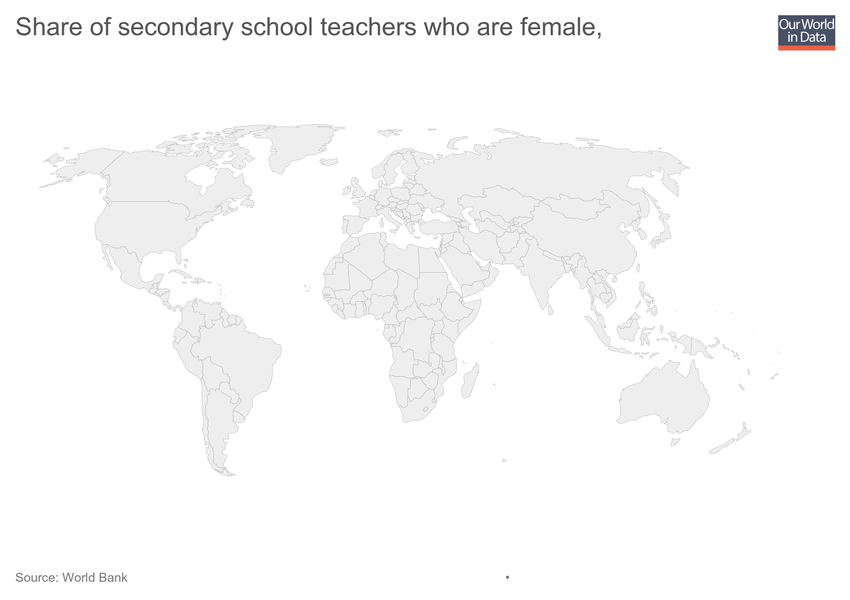 Share of secondary school teachers who are female,
Our World
in Data
Source: World Bank
•